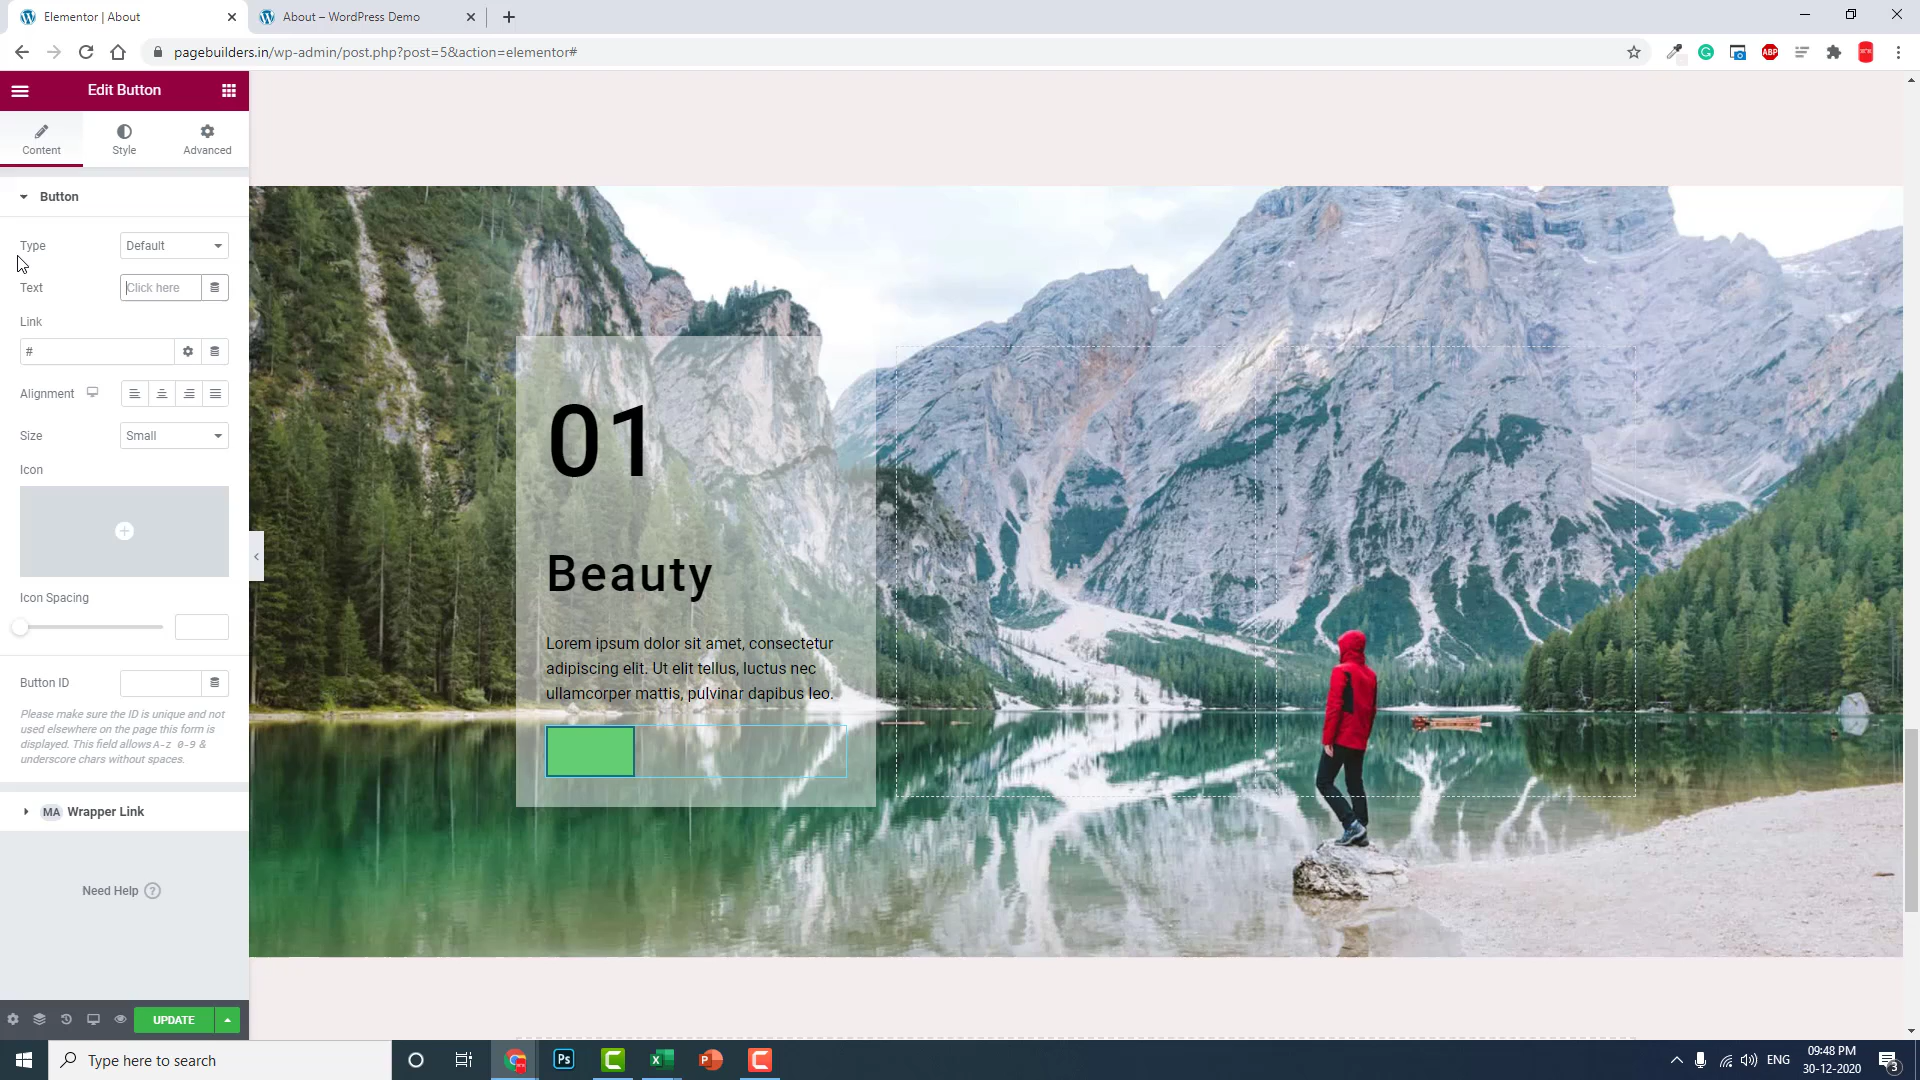 Elementor | About
About – WordPress Demo
pagebuilders.in/wp-admin/post.php?post=5&action=elementor#
ABP
Edit Button
Content
Style
Advanced
Button
Type
Default
Text
Click here
Link
#
Alignment
Size
Small
Icon
Icon Spacing
Button ID
Please make sure the ID is unique and not
used elsewhere on the page this form is
displayed. This field allows A-z 0-9 &
underscore chars without spaces.
MA Wrapper Link
Need Help ?
UPDATE
01
Beauty
Lorem ipsum dolor sit amet, consectetur
adipiscing elit. Ut elit tellus, luctus nec
ullamcorper mattis, pulvinar dapibus leo.
Type here to search
Ps
ENG
09:48 PM
30-12-2020
3